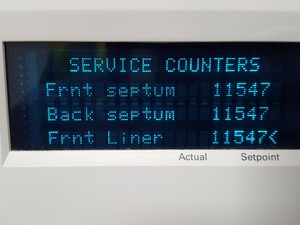 SERVICE COUNTERS
Frnt septum 11547
Back septum 11547
Frnt Liner 11547<
Actual Setpoint